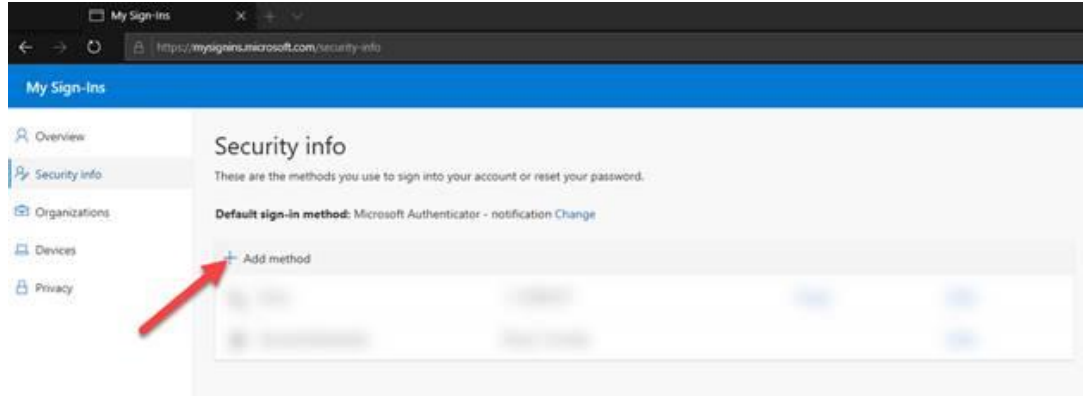 My Sign-Ins
https://mysignins.microsoft.com/security-info
My Sign-Ins
Overview
Security info
Organizations
Devices
Privacy
Security info
These are the methods you use to sign into your account or reset your password.
Default sign-in method: Microsoft Authenticator - notification Change
+ Add method